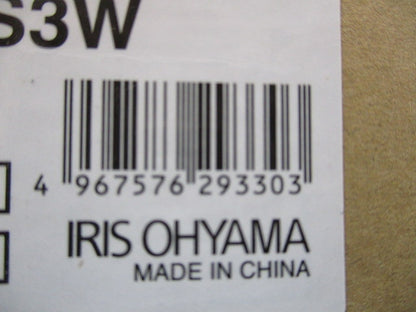 S3W
4 967576 293303
IRIS OHYAMA
MADE IN CHINA